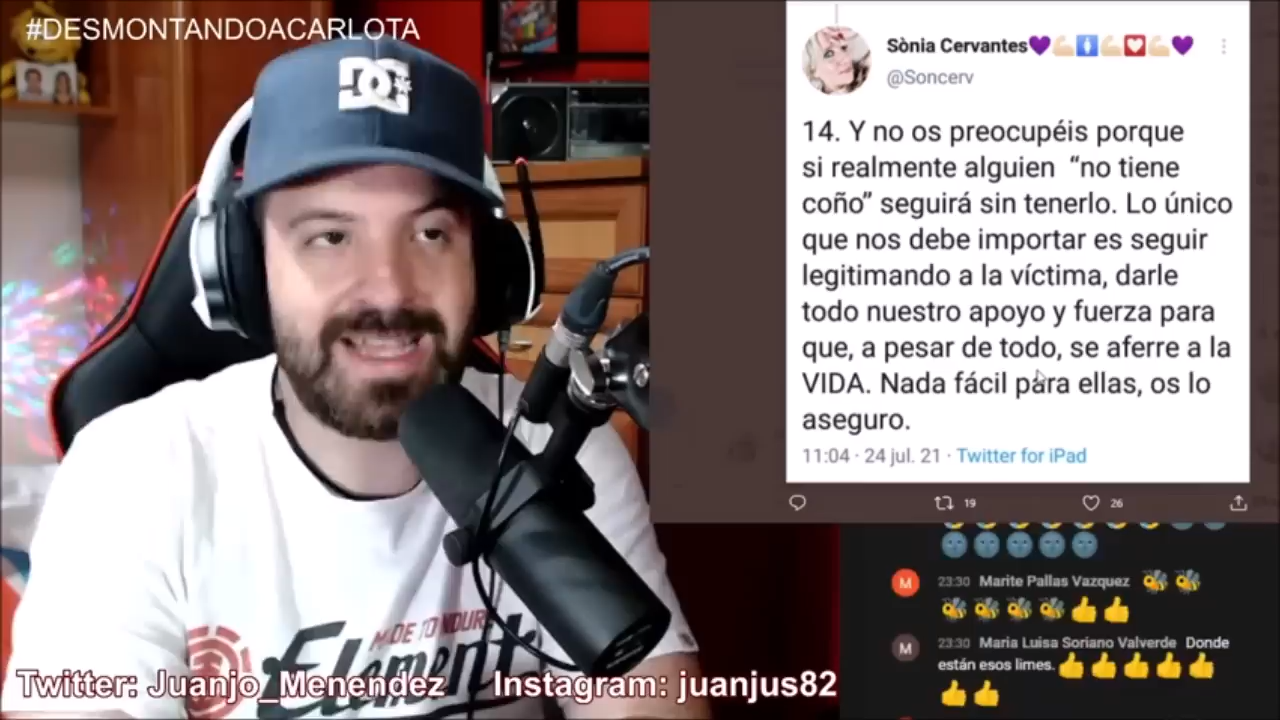 #DESMONTANDOACARLOTA
DC
Sònia Cervantes💜💪🏻🚺💪🏻💟💪🏻💜
@Soncerv
14. Y no os preocupéis porque
si realmente alguien “no tiene
coño” seguirá sin tenerlo. Lo único
que nos debe importar es seguir
legitimando a la víctima, darle
todo nuestro apoyo y fuerza para
que, a pesar de todo, se aferre a la
VIDA. Nada fácil para ellas, os lo
aseguro.
11:04 · 24 jul. 21 · Twitter for iPad
19 26
M 23:30 Marite Pallas Vazquez 🐝🐝
🐝🐝🐝🐝👍👍
M 23:30 Maria Luisa Soriano Valverde Donde
están esos limes.👍👍👍👍👍
👍👍
Element
Twitter: Juanjo_Menendez Instagram: juanjus82